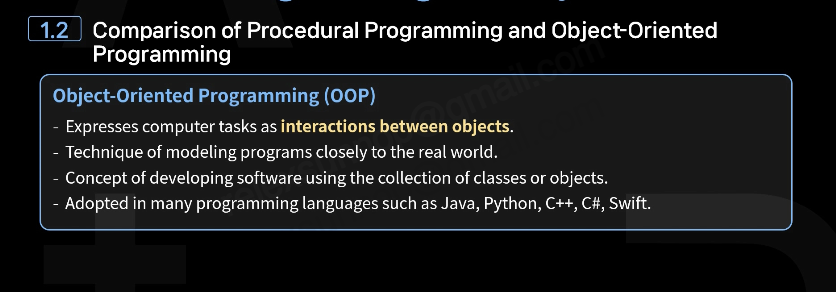 1.2 Comparison of Procedural Programming and Object-Oriented
Programming
Object-Oriented Programming (OOP)
- Expresses computer tasks as interactions between objects.
- Technique of modeling programs closely to the real world.
- Concept of developing software using the collection of classes or objects.
- Adopted in many programming languages such as Java, Python, C++, C#, Swift.
@gmail.com